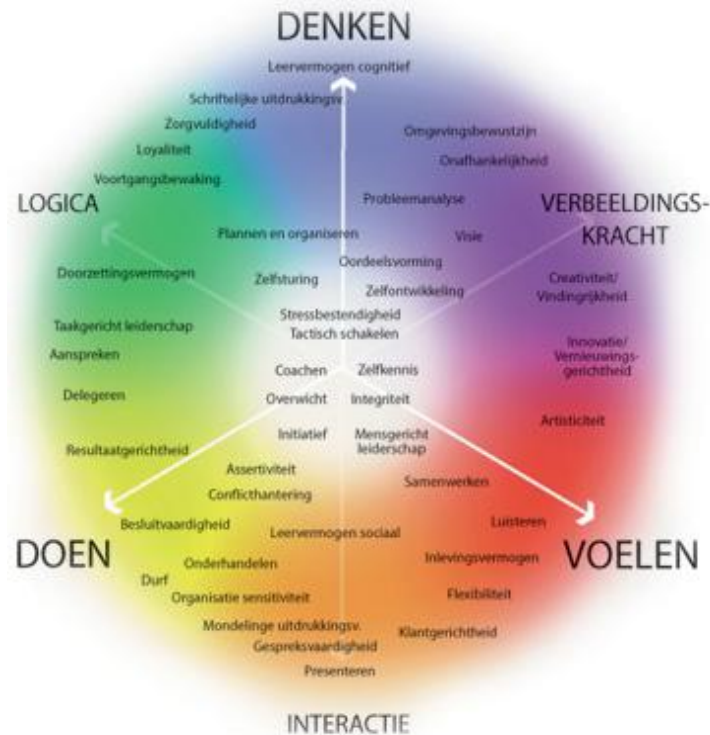 DENKEN
Leervermogen cognitief
Schriftelijke uitdrukkingsv.
Zorgvuldigheid
Omgevingsbewustzijn
Loyaliteit
Onafhankelijkheid
Voortgangsbewaking
LOGICA
Probleemanalyse
VERBEELDINGS-
KRACHT
Plannen en organiseren
Visie
Oordeelsvorming
Doorzettingsvermogen
Zelfsturing
Zelfontwikkeling
Creativiteit/
Vindingrijkheid
Stressbestendigheid
Taakgericht leiderschap
Tactisch schakelen
Innovatie/
Vernieuwings-
gerichtheid
Aanspreken
Coachen
Zelfkennis
Delegeren
Overwicht
Integriteit
Artisticiteit
Initiatief
Mensgericht
leiderschap
Resultaatgerichtheid
Assertiviteit
Samenwerken
Conflicthantering
Besluitvaardigheid
Leervermogen sociaal
Luisteren
DOEN
VOELEN
Onderhandelen
Inlevingsvermogen
Durf
Organisatie sensitiviteit
Flexibiliteit
Mondelinge uitdrukkingsv.
Klantgerichtheid
Gespreksvaardigheid
Presenteren
INTERACTIE